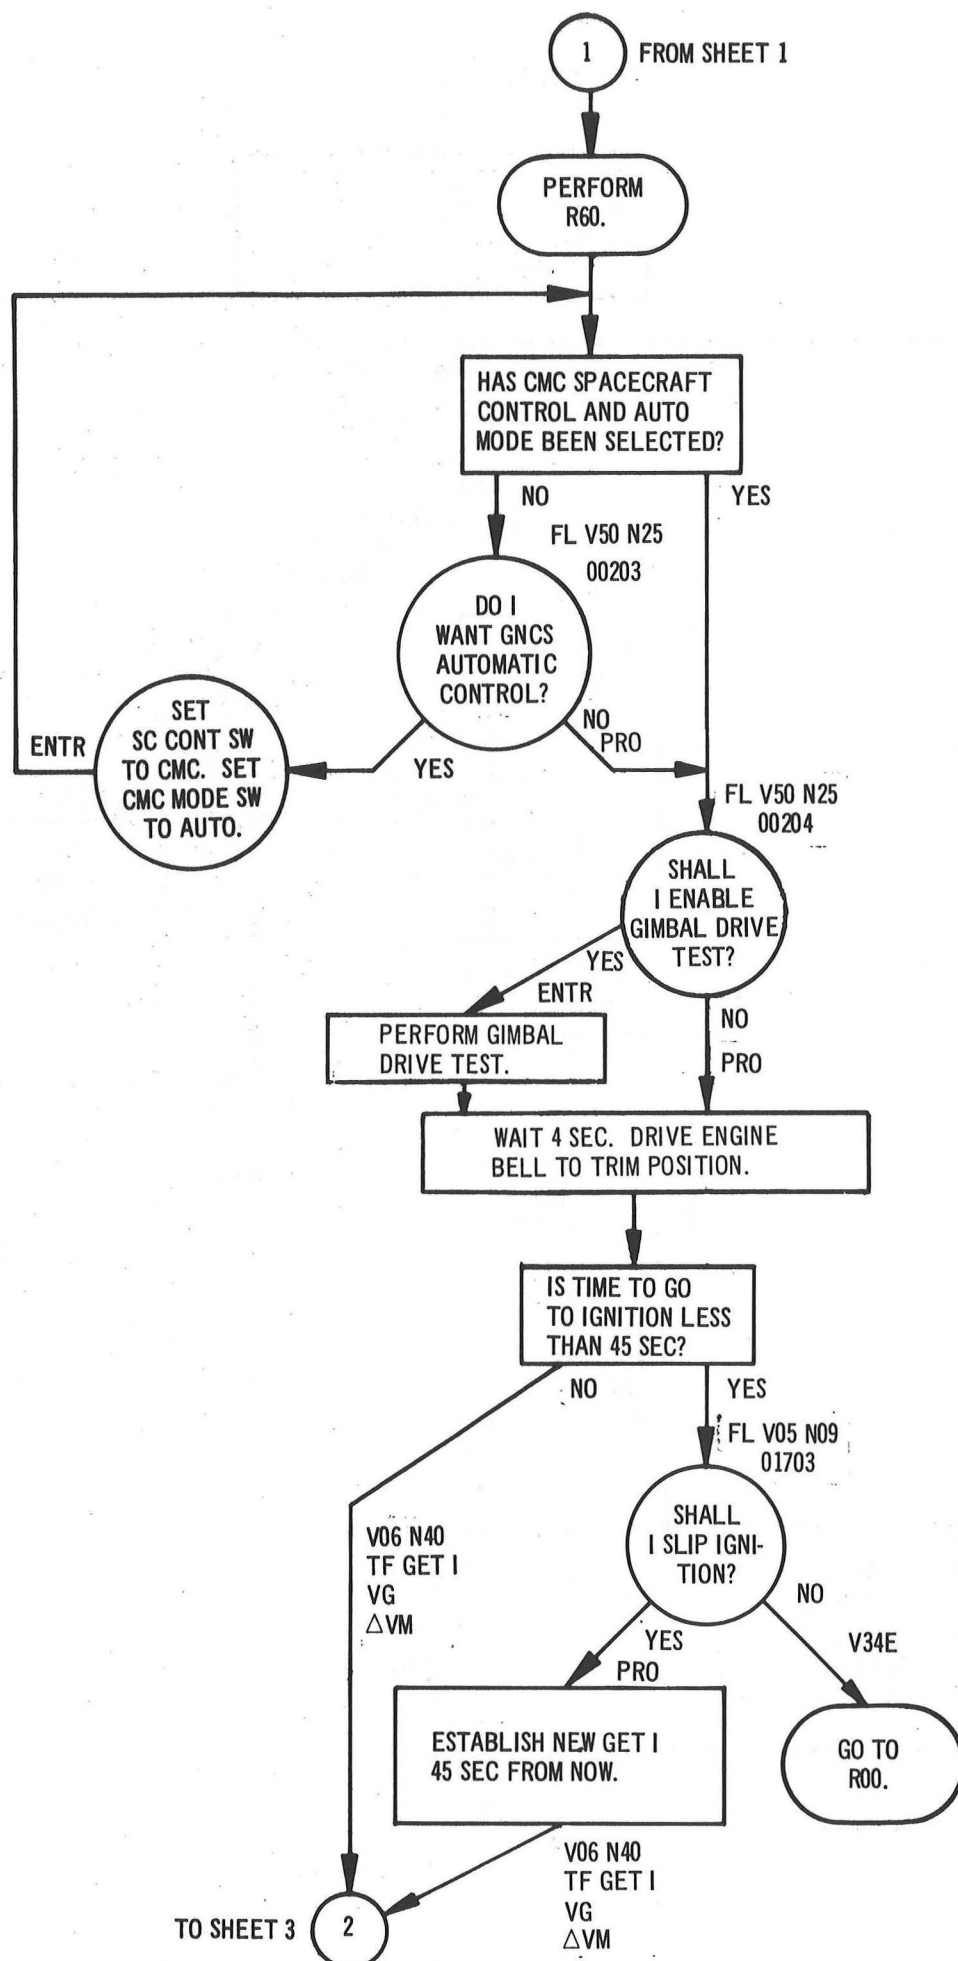 1
FROM SHEET 1
PERFORM
R60.
HAS CMC SPACECRAFT
CONTROL AND AUTO
MODE BEEN SELECTED?
NO
YES
FL V50 N25
00203
DO I
WANT GNCS
AUTOMATIC
CONTROL?
NO
PRO
YES
SET
SC CONT SW
TO CMC. SET
CMC MODE SW
TO AUTO.
ENTR
FL V50 N25
00204
SHALL
I ENABLE
GIMBAL DRIVE
TEST?
YES
ENTR
NO
PRO
PERFORM GIMBAL
DRIVE TEST.
WAIT 4 SEC. DRIVE ENGINE
BELL TO TRIM POSITION.
IS TIME TO GO
TO IGNITION LESS
THAN 45 SEC?
NO
YES
FL V05 N09
01703
SHALL
I SLIP IGNI-
TION?
V06 N40
TF GET I
VG
△VM
YES
PRO
NO
V34E
ESTABLISH NEW GET I
45 SEC FROM NOW.
GO TO
R00.
V06 N40
TF GET I
VG
△VM
TO SHEET 3
2